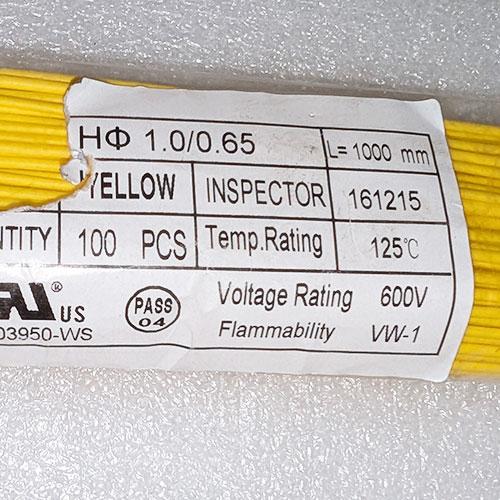 HΦ 1.0/0.65 L= 1000 mm
YELLOW INSPECTOR 161215
NTITY 100 PCS Temp.Rating 125℃
US ® PASS 04 Voltage Rating 600V
03950-WS Flammability VW-1